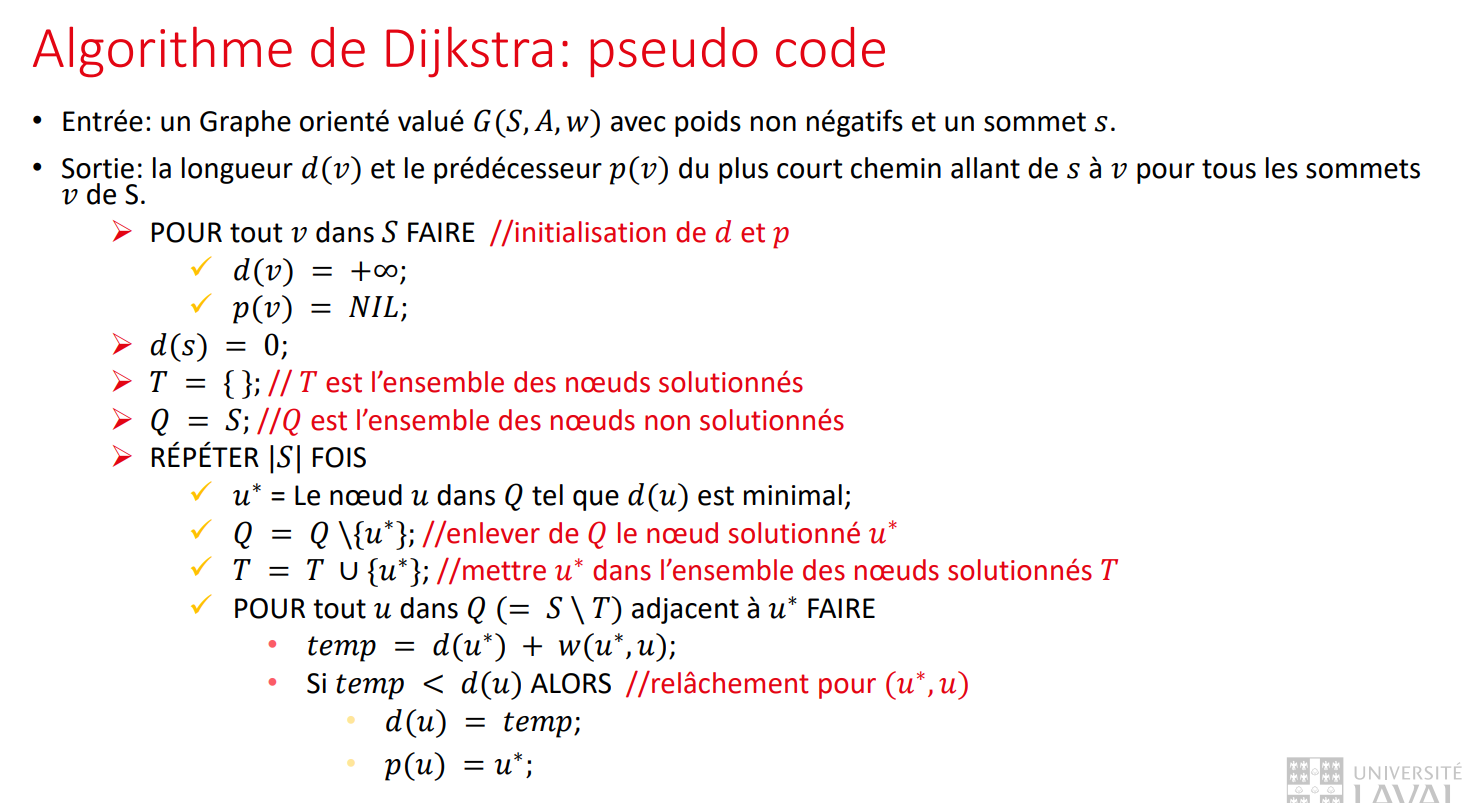 Algorithme de Dijkstra: pseudo code
• Entrée: un Graphe orienté valué G(S, A, w) avec poids non négatifs et un sommet s.
• Sortie: la longueur d(v) et le prédécesseur p(v) du plus court chemin allant de s à v pour tous les sommets
v de S.
➢ POUR tout v dans S FAIRE //initialisation de d et p
✓ d(v) = +∞;
✓ p(v) = NIL;
➢ d(s) = 0;
➢ T = { }; // T est l’ensemble des nœuds solutionnés
➢ Q = S; //Q est l’ensemble des nœuds non solutionnés
➢ RÉPÉTER |S| FOIS
✓ u* = Le nœud u dans Q tel que d(u) est minimal;
✓ Q = Q \{u*}; //enlever de Q le nœud solutionné u*
✓ T = T ∪ {u*}; //mettre u* dans l’ensemble des nœuds solutionnés T
✓ POUR tout u dans Q (= S \ T) adjacent à u* FAIRE
• temp = d(u*) + w(u*, u);
• Si temp < d(u) ALORS //relâchement pour (u*, u)
• d(u) = temp;
• p(u) = u*;
UNIVERSITÉ
LAVAL